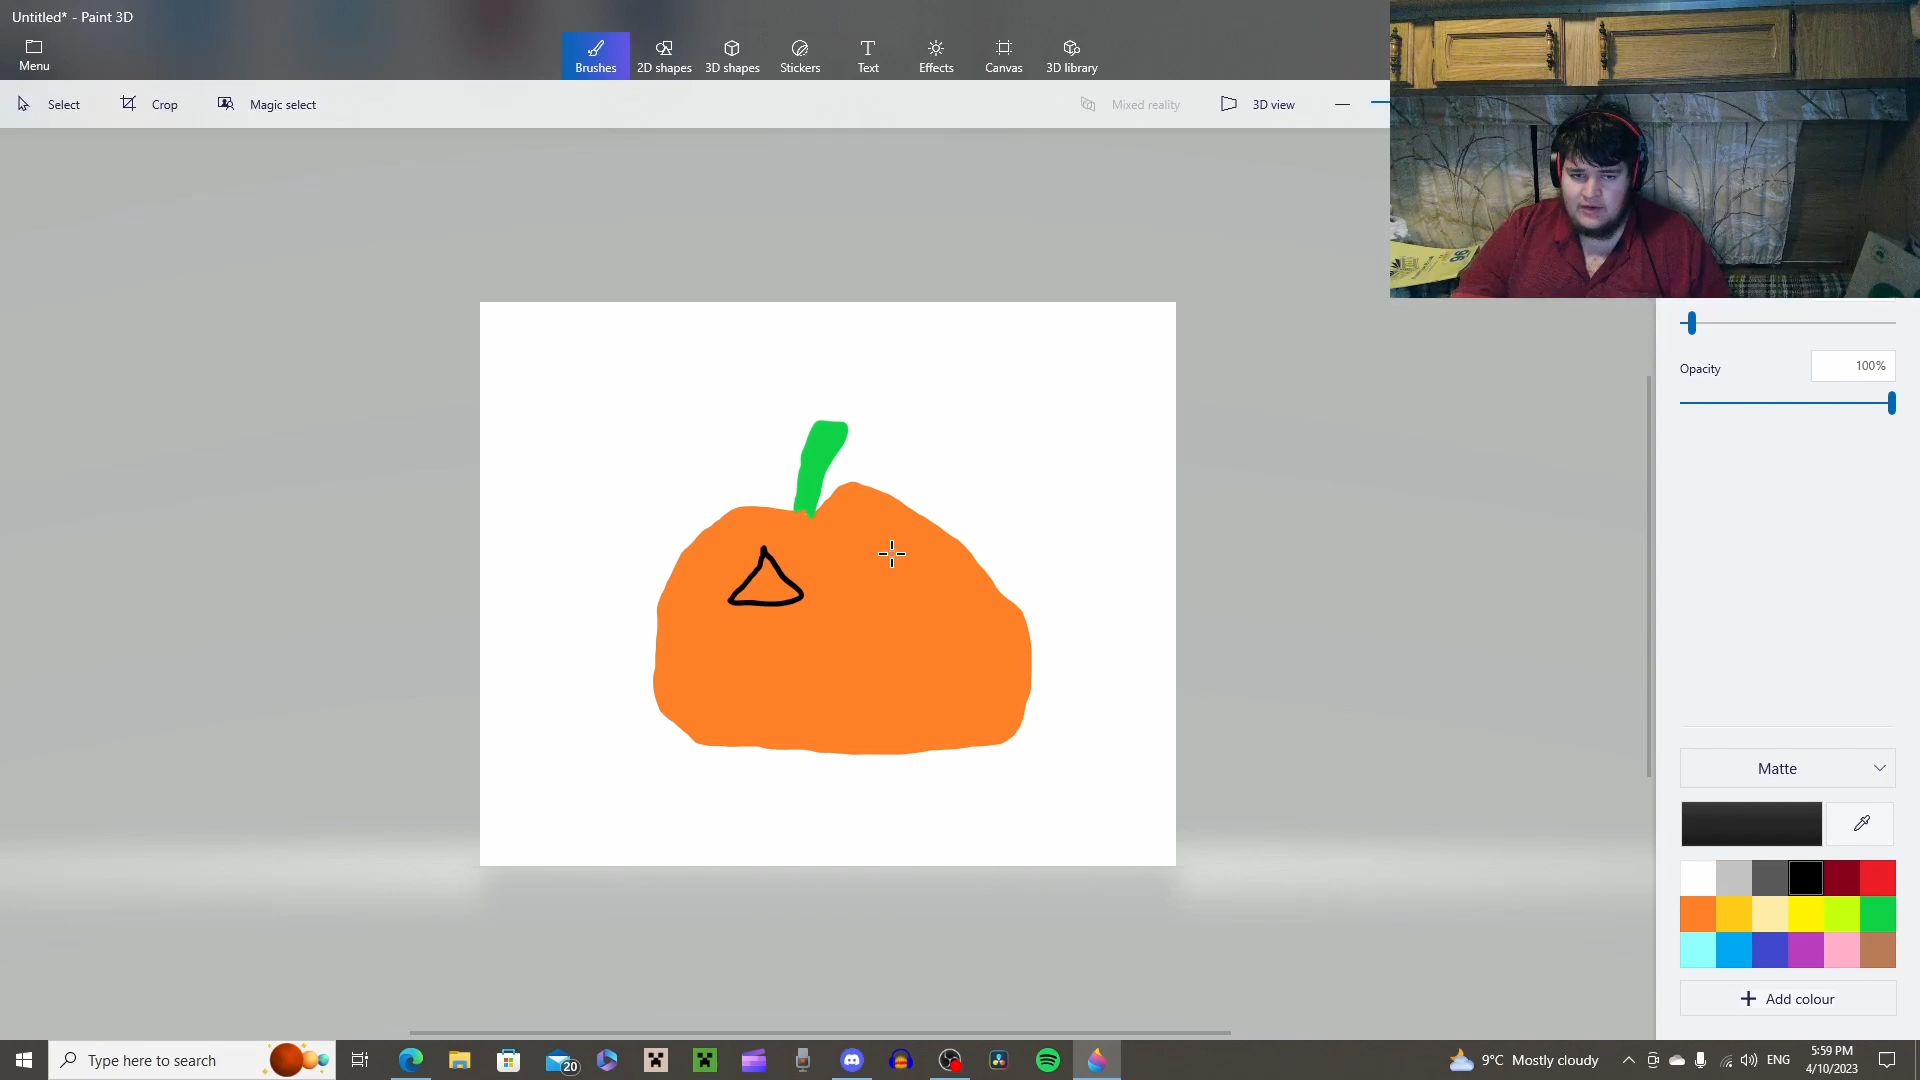 Untitled* - Paint 3D
Menu
Brushes
2D shapes
3D shapes
Stickers
Text
Effects
Canvas
3D library
Select
Crop
Magic select
Mixed reality
3D view
Opacity
100%
Matte
Add colour
Type here to search
20
9°C Mostly cloudy
ENG
5:59 PM
4/10/2023